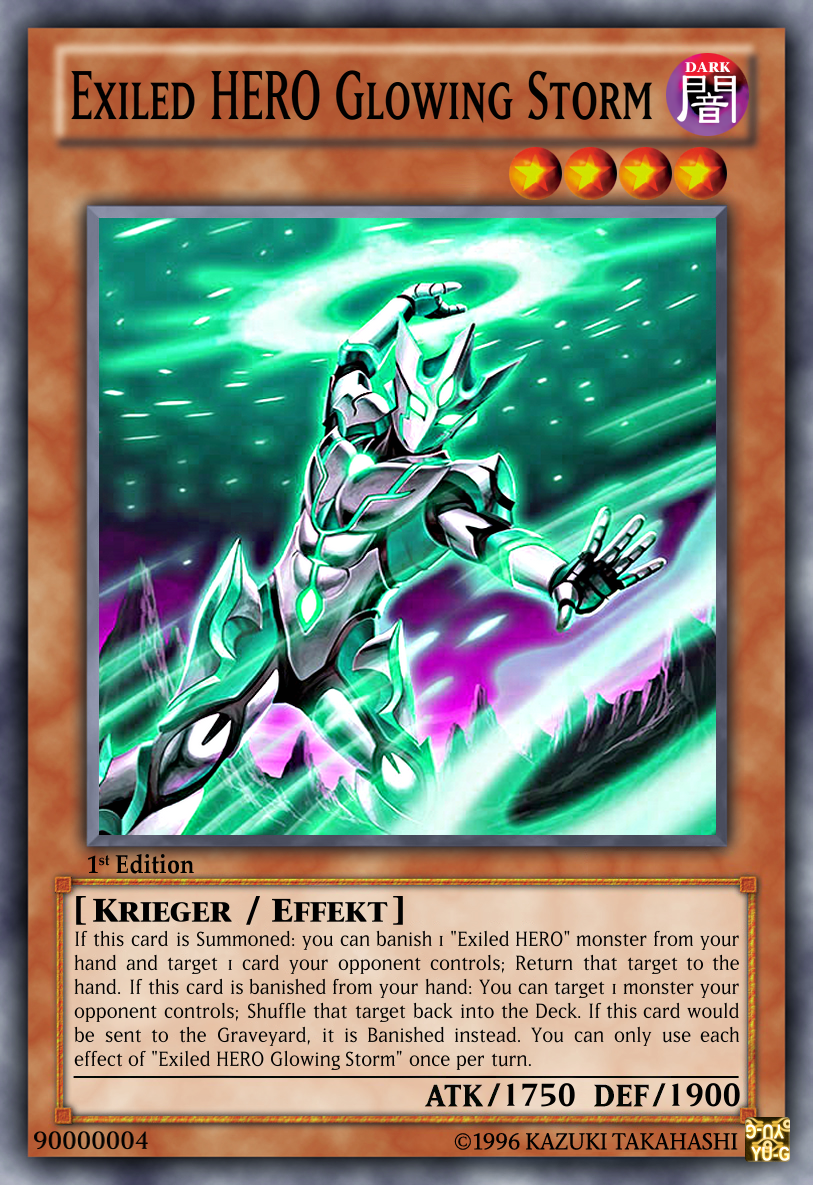 Exiled HERO Glowing Storm
DARK
闇
1st Edition
[ Krieger / Effekt ]
If this card is Summoned: you can banish 1 "Exiled HERO" monster from your
hand and target 1 card your opponent controls; Return that target to the
hand. If this card is banished from your hand: You can target 1 monster your
opponent controls; Shuffle that target back into the Deck. If this card would
be sent to the Graveyard, it is Banished instead. You can only use each
effect of "Exiled HERO Glowing Storm" once per turn.
ATK/1750 DEF/1900
90000004
©1996 KAZUKI TAKAHASHI